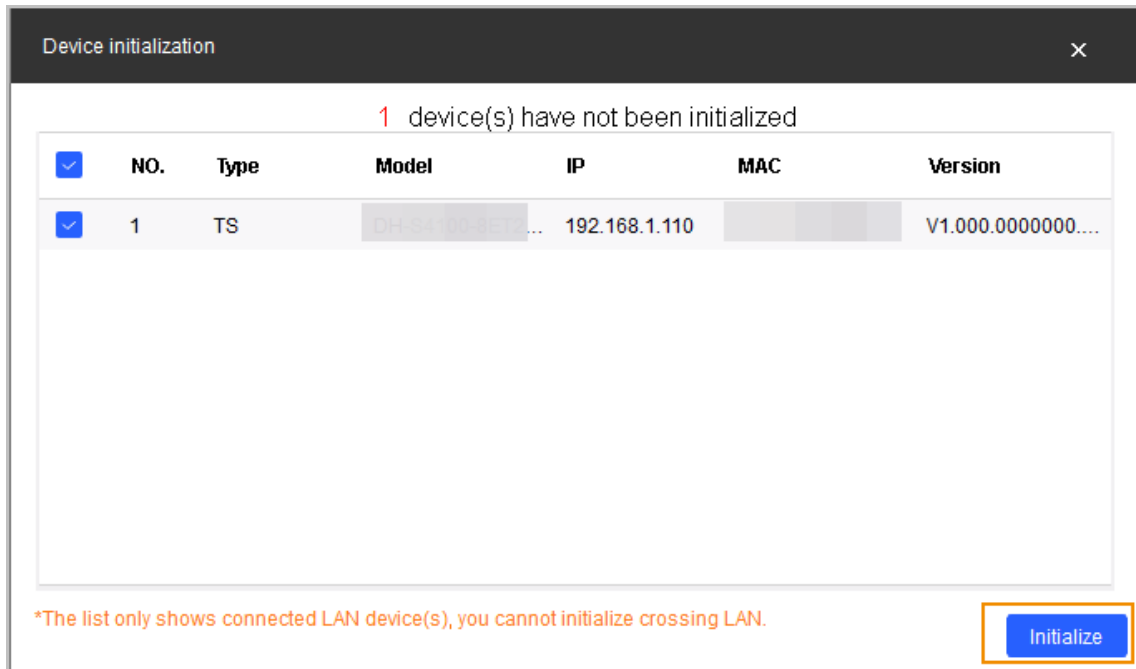 Device initialization
1 device(s) have not been initialized
NO. Type Model IP MAC Version
1 TS ... 192.168.1.110 V1.000.0000000....
*The list only shows connected LAN device(s), you cannot initialize crossing LAN.
Initialize